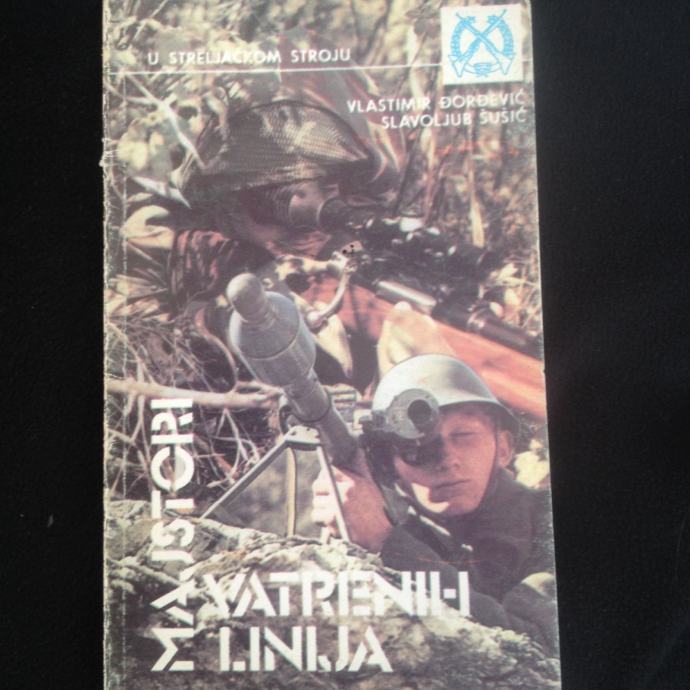 U STRELJAČKOM STROJU
VLASTIMIR ĐORĐEVIĆ
SLAVOLJUB ŠUŠIĆ
MAJSTORI
VATRENIH
LINIJA